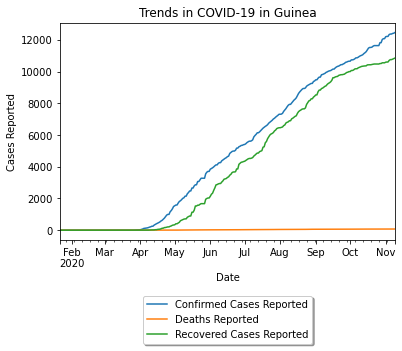 Trends in COVID-19 in Guinea
12000
10000
8000
6000
4000
2000
0
Cases Reported
Feb Mar Apr May Jun Jul Aug Sep Oct Nov
2020
Date
Confirmed Cases Reported
Deaths Reported
Recovered Cases Reported